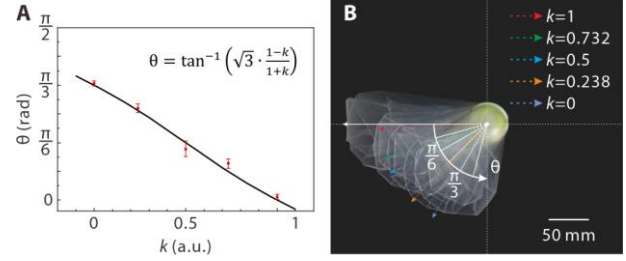 A
π/2
π/3
π/6
0
θ (rad)
θ = tan⁻¹ (√3 · 1−k/1+k)
0
0.5
1
k (a.u.)
B
k=1
k=0.732
k=0.5
k=0.238
k=0
π/6
π/3
θ
50 mm